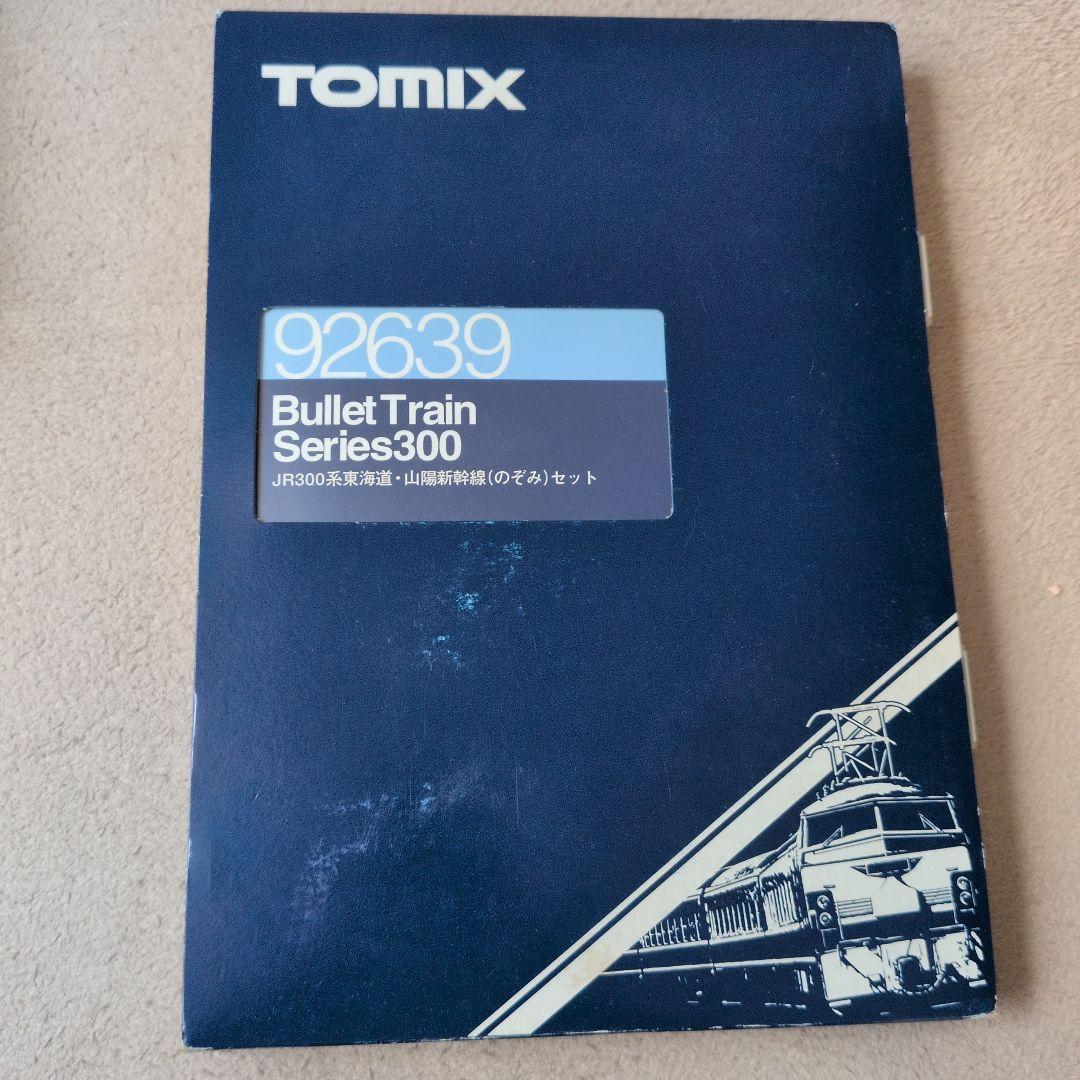 TOMIX
92639
Bullet Train
Series300
JR300系東海道・山陽新幹線(のぞみ)セット